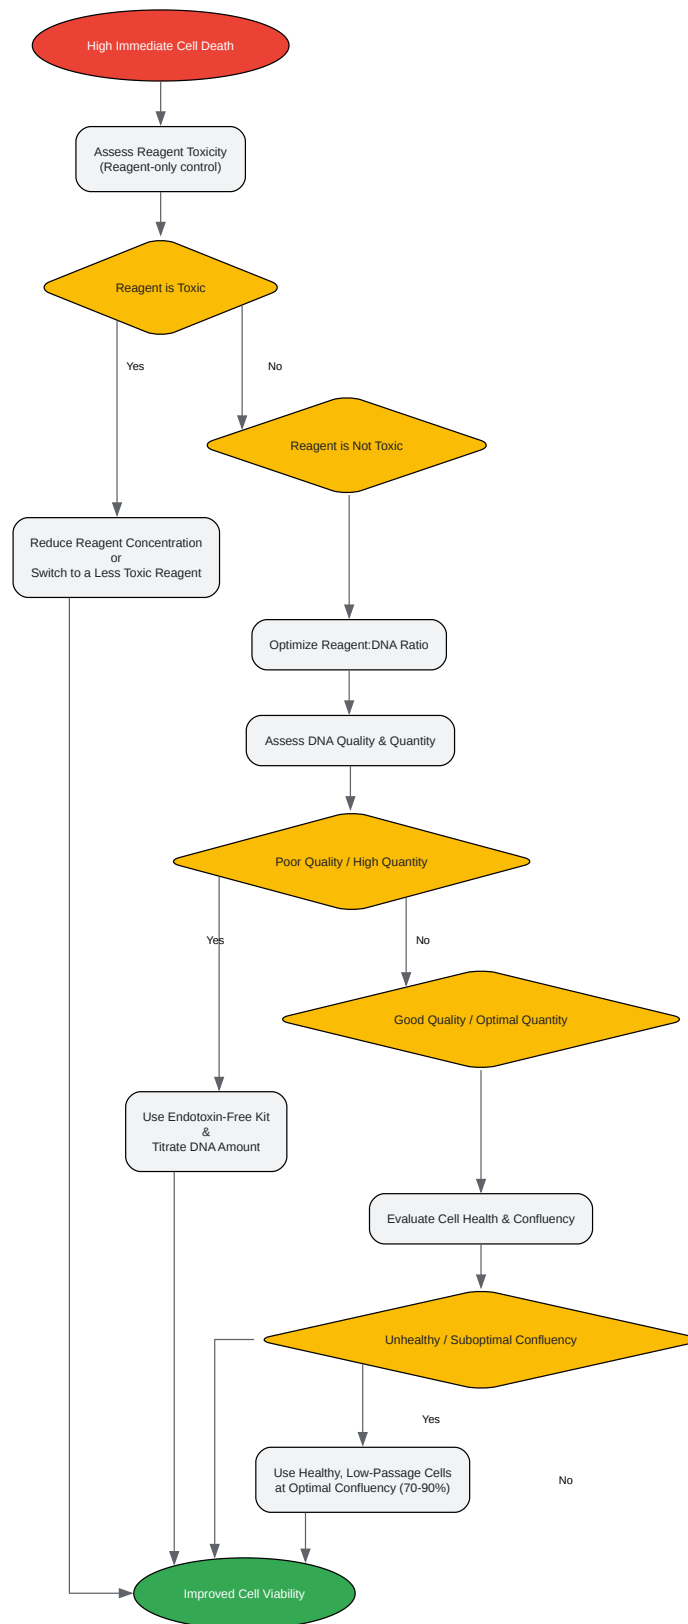 High Immediate Cell Death
Assess Reagent Toxicity
(Reagent-only control)
Reagent is Toxic
Yes
No
Reagent is Not Toxic
Reduce Reagent Concentration
or
Switch to a Less Toxic Reagent
Optimize Reagent:DNA Ratio
Assess DNA Quality & Quantity
Poor Quality / High Quantity
Yes
No
Good Quality / Optimal Quantity
Use Endotoxin-Free Kit
&
Titrate DNA Amount
Evaluate Cell Health & Confluency
Unhealthy / Suboptimal Confluency
Yes
Use Healthy, Low-Passage Cells
at Optimal Confluency (70-90%)
No
Improved Cell Viability